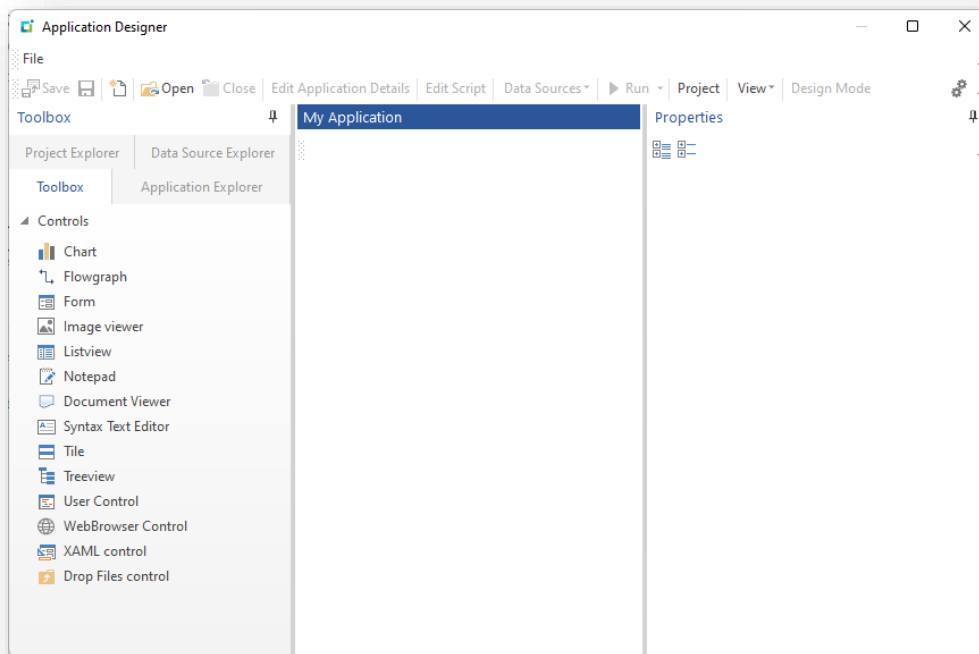 Application Designer
File
Save Open Close Edit Application Details Edit Script Data Sources Run Project View Design Mode
Toolbox
My Application
Properties
Project Explorer Data Source Explorer
Toolbox Application Explorer
Controls
Chart
Flowgraph
Form
Image viewer
Listview
Notepad
Document Viewer
Syntax Text Editor
Tile
Treeview
User Control
WebBrowser Control
XAML control
Drop Files control